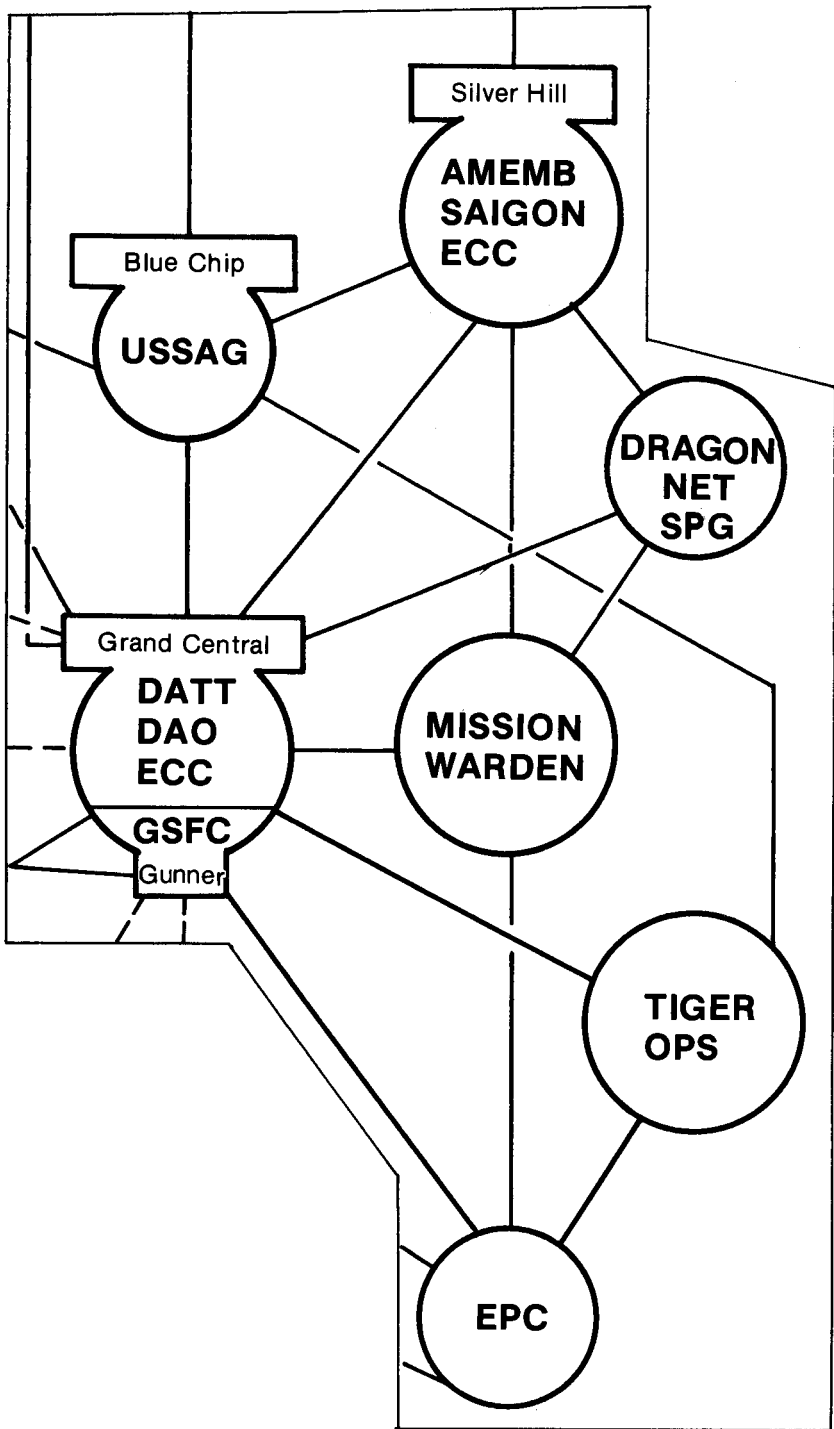 Silver Hill
AMEMB
SAIGON
ECC
Blue Chip
USSAG
DRAGON
NET
SPG
Grand Central
DATT
DAO
ECC
GSFC
Gunner
MISSION
WARDEN
TIGER
OPS
EPC